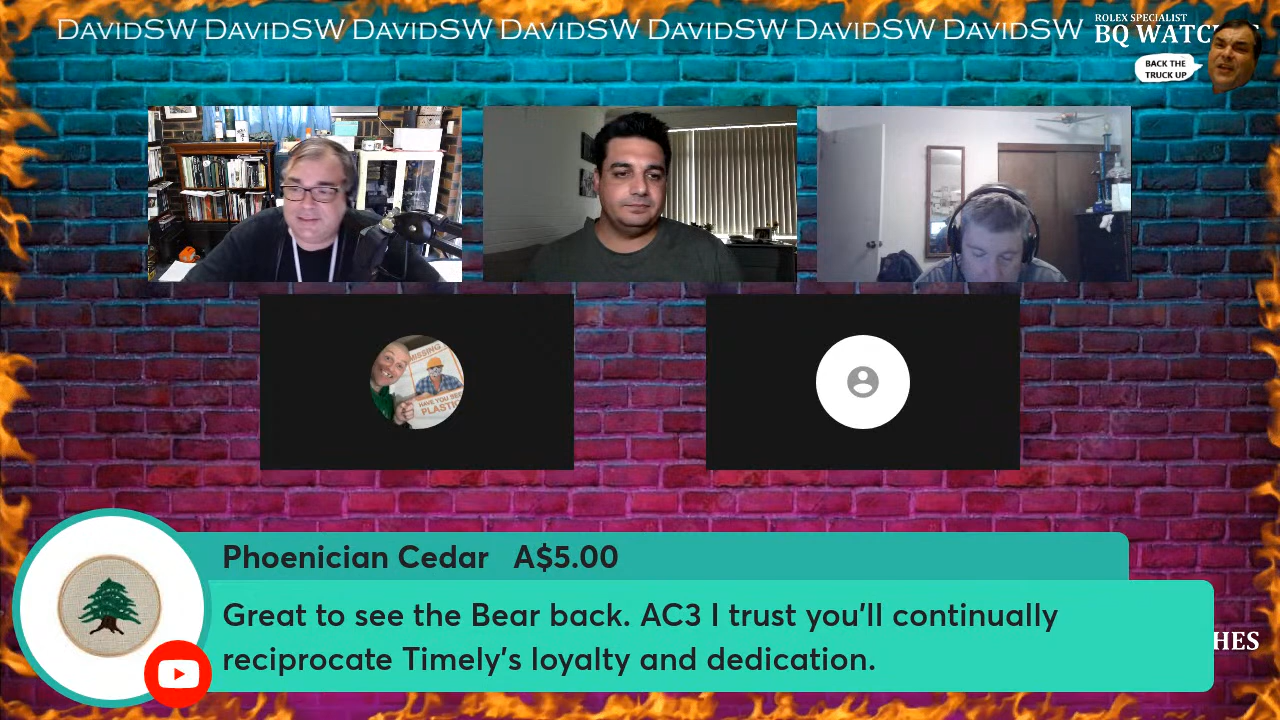 DAVIDSW DAVIDSW DAVIDSW DAVIDSW DAVIDSW DAVIDSW DAVIDSW
ROLEX SPECIALIST
BQ WATC
BACK THE
TRUCK UP
MISSING
HAVE YOU SEEN
PLASTIC
Phoenician Cedar A$5.00
Great to see the Bear back. AC3 I trust you'll continually
reciprocate Timely's loyalty and dedication.
HES